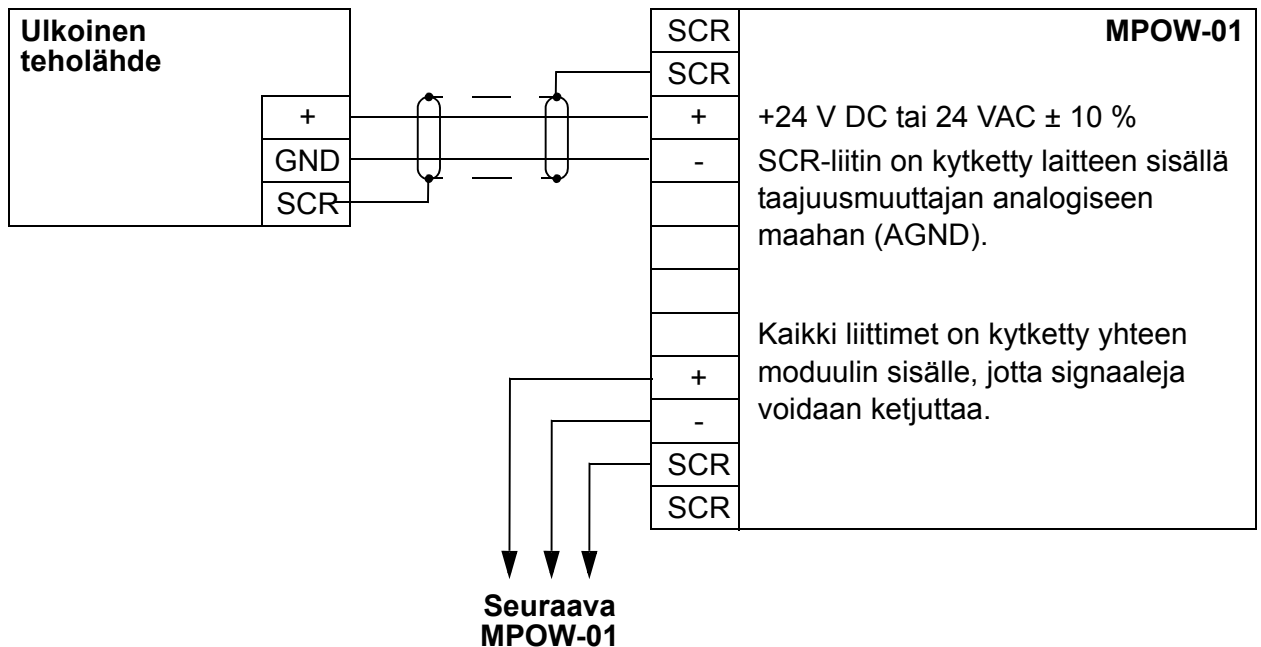 Ulkoinen
teholähde
+
GND
SCR
MPOW-01
SCR
SCR
+
-
+
-
SCR
SCR
+24 V DC tai 24 VAC ± 10 %
SCR-liitin on kytketty laitteen sisällä
taajuusmuuttajan analogiseen
maahan (AGND).
Kaikki liittimet on kytketty yhteen
moduulin sisälle, jotta signaaleja
voidaan ketjuttaa.
Seuraava
MPOW-01